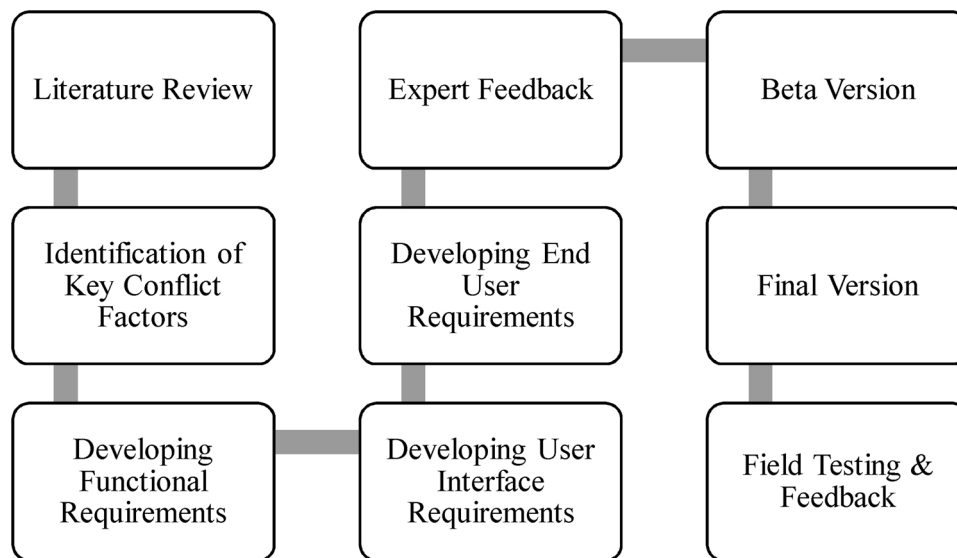 Literature Review
Identification of
Key Conflict
Factors
Developing
Functional
Requirements
Developing User
Interface
Requirements
Developing End
User
Requirements
Expert Feedback
Beta Version
Final Version
Field Testing &
Feedback